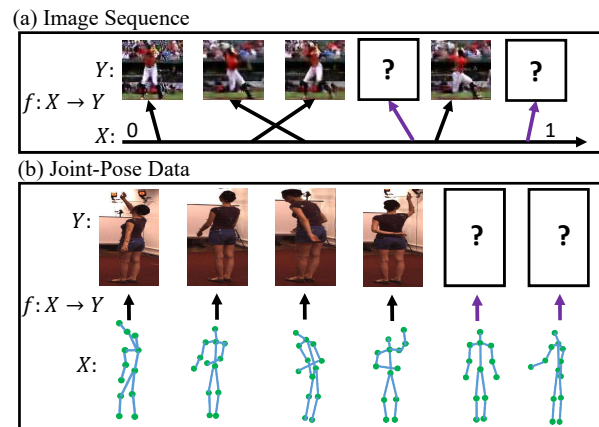 (a) Image Sequence
Y: ? ?
f: X → Y
X: 0 1
(b) Joint-Pose Data
Y: ? ?
f: X → Y
X: